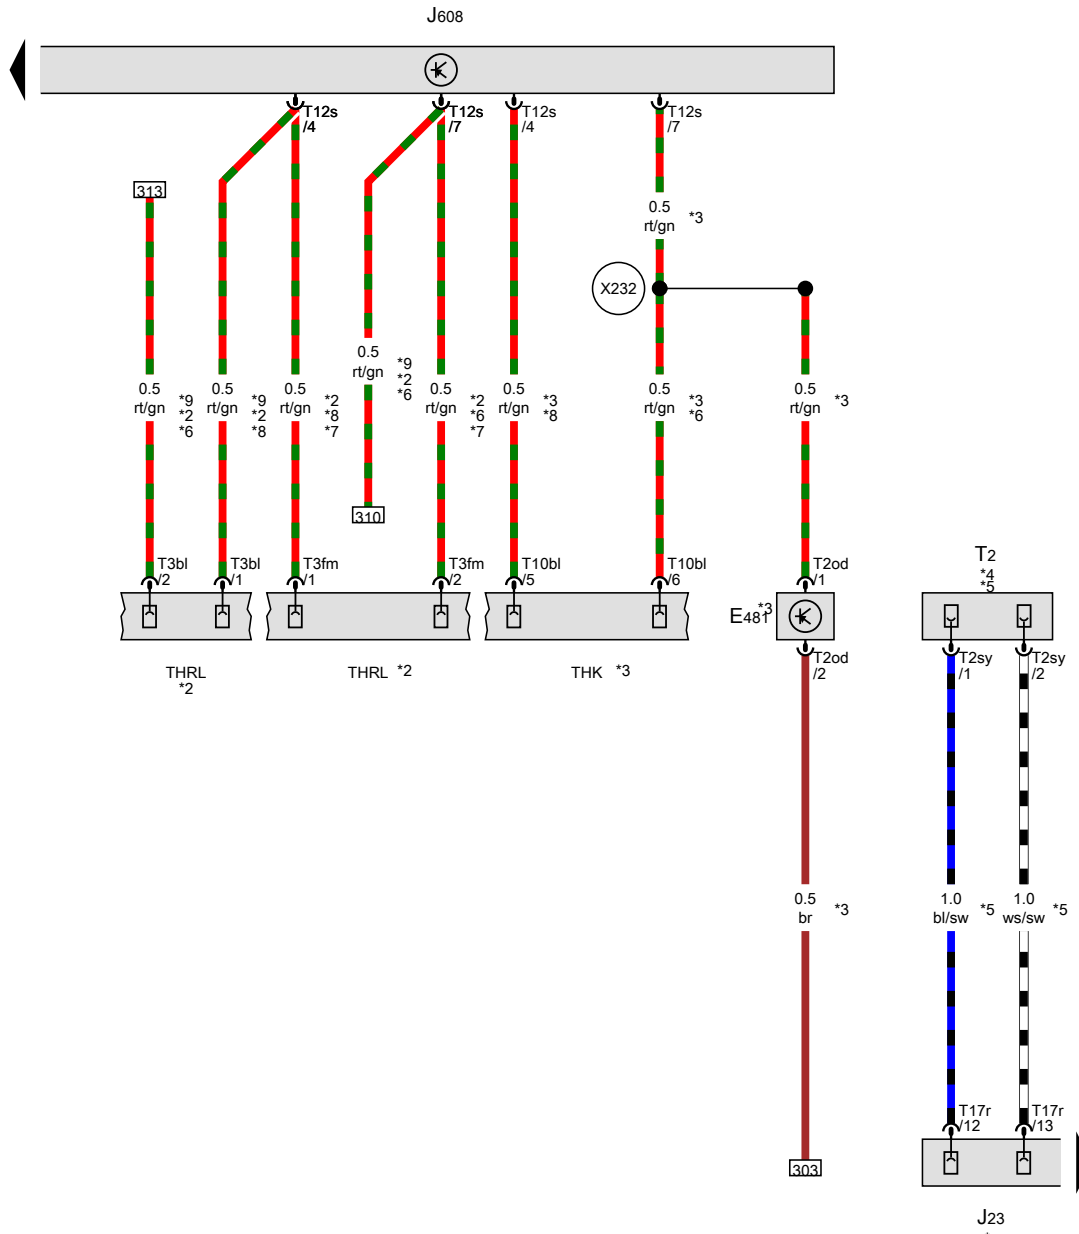 J608
T12s
/4
T12s
/7
T12s
/4
T12s
/7
313
0.5
rt/gn
*3
X232
0.5
rt/gn
*9
*2
*6
0.5
rt/gn
*9
*2
*6
0.5
rt/gn
*9
*2
*8
0.5
rt/gn
*2
*8
*7
0.5
rt/gn
*2
*6
*7
0.5
rt/gn
*3
*8
0.5
rt/gn
*3
*6
0.5
rt/gn
*3
310
T3bl
/2
T3bl
/1
T3fm
/1
T3fm
/2
T10bl
/5
T10bl
/6
T2od
/1
T2
*4
*5
E481
*3
THRL
*2
THRL *2
THK *3
T2od
/2
T2sy
/1
T2sy
/2
0.5
br
*3
1.0
bl/sw
*5
1.0
ws/sw
*5
T17r
/12
T17r
/13
303
J23